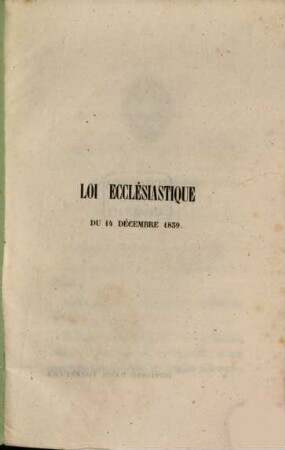 LOI ECCLÉSIASTIQUE
DU 14 DÉCEMBRE 1839.